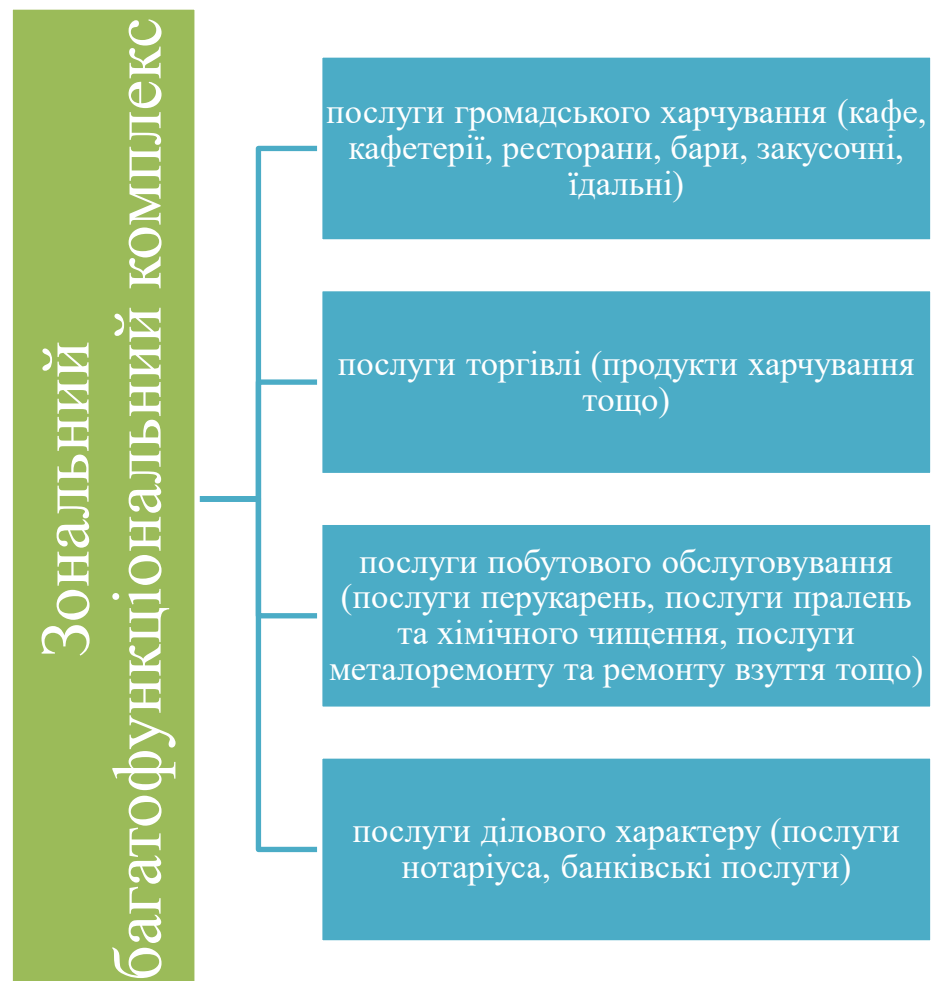 Зональний
багатофункціональний комплекс
послуги громадського харчування (кафе,
кафетерії, ресторани, бари, закусочні,
їдальні)
послуги торгівлі (продукти харчування
тощо)
послуги побутового обслуговування
(послуги перукарень, послуги пралень
та хімічного чищення, послуги
металоремонту та ремонту взуття тощо)
послуги ділового характеру (послуги
нотаріуса, банківські послуги)